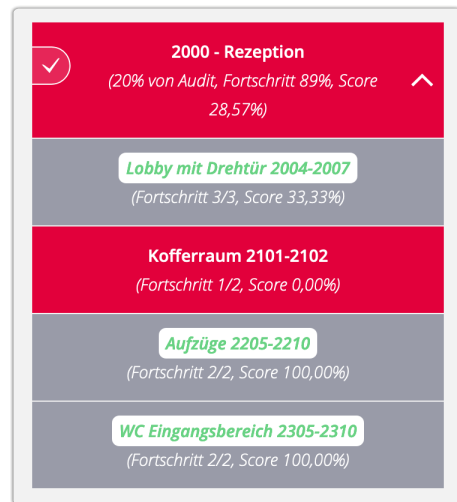 2000 - Rezeption
(20% von Audit, Fortschritt 89%, Score
28,57%)
Lobby mit Drehtür 2004-2007
(Fortschritt 3/3, Score 33,33%)
Kofferraum 2101-2102
(Fortschritt 1/2, Score 0,00%)
Aufzüge 2205-2210
(Fortschritt 2/2, Score 100,00%)
WC Eingangsbereich 2305-2310
(Fortschritt 2/2, Score 100,00%)